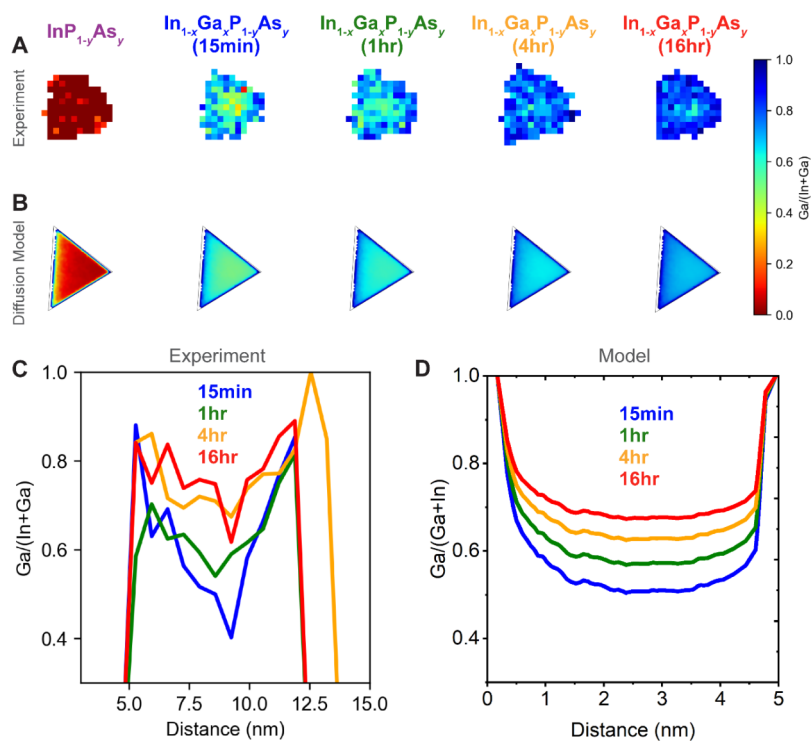 InP1-yAsy
In1-xGaxP1-yAsy
(15min)
In1-xGaxP1-yAsy
(1hr)
In1-xGaxP1-yAsy
(4hr)
In1-xGaxP1-yAsy
(16hr)
A
Experiment
1.0
0.8
0.6
0.4
0.2
0.0
Ga/(In+Ga)
B
Diffusion Model
C
Experiment
1.0
0.8
0.6
0.4
Ga/(In+Ga)
15min
1hr
4hr
16hr
5.0
7.5
10.0
12.5
15.0
Distance (nm)
D
Model
1.0
0.8
0.6
0.4
Ga/(Ga+In)
15min
1hr
4hr
16hr
0
1
2
3
4
5
Distance (nm)